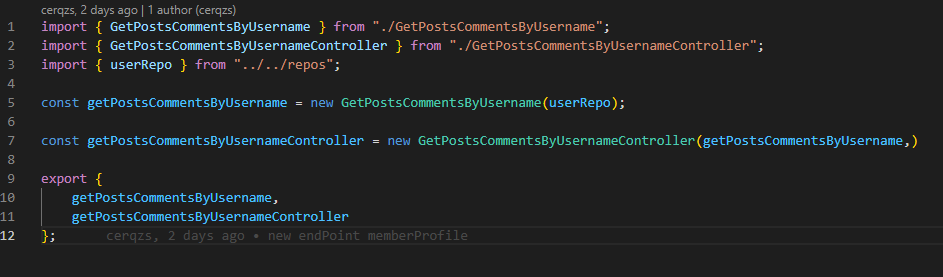 cerqzs, 2 days ago | 1 author (cerqzs)
1 import { GetPostsCommentsByUsername } from "./GetPostsCommentsByUsername";
2 import { GetPostsCommentsByUsernameController } from "./GetPostsCommentsByUsernameController";
3 import { userRepo } from "../../repos";
4
5 const getPostsCommentsByUsername = new GetPostsCommentsByUsername(userRepo);
6
7 const getPostsCommentsByUsernameController = new GetPostsCommentsByUsernameController(getPostsCommentsByUsername,)
8
9 export {
10     getPostsCommentsByUsername,
11     getPostsCommentsByUsernameController
12 };      cerqzs, 2 days ago • new endPoint memberProfile